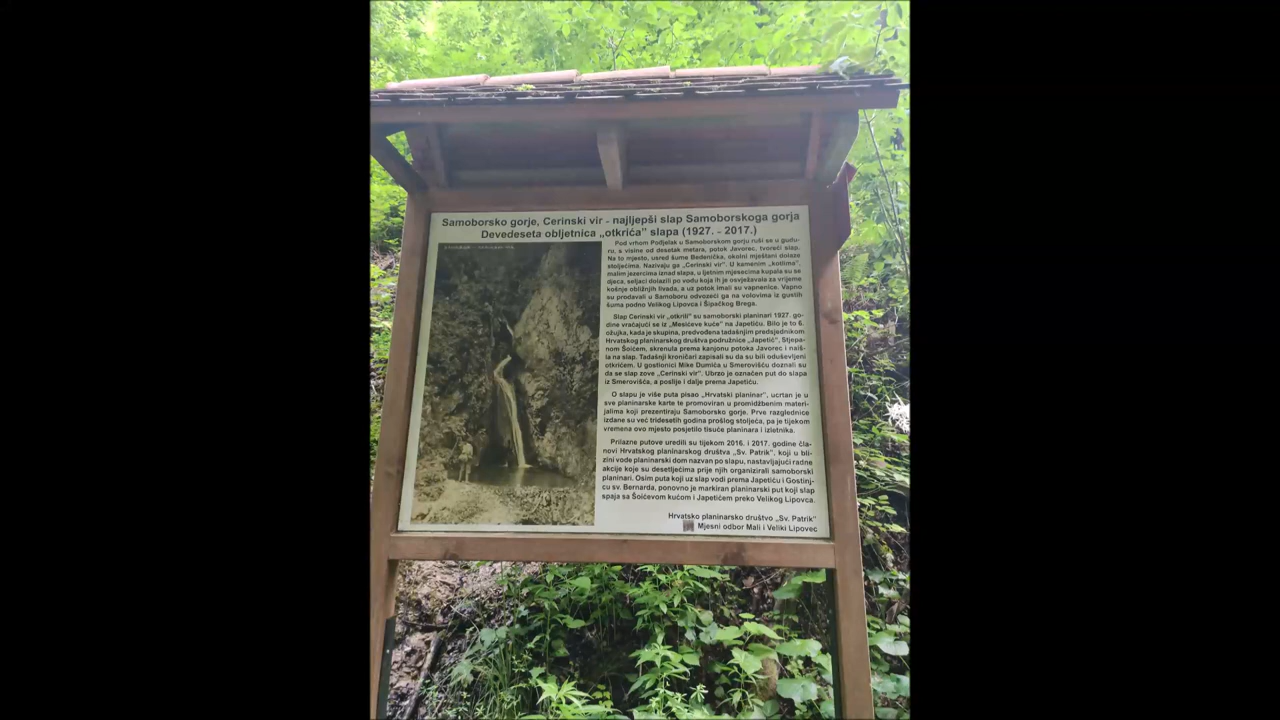 Samoborsko gorje, Cerinski vir - najljepši slap Samoborskoga gorja
Devedeseta obljetnica „otkrića” slapa (1927. - 2017.)
Pod vrhom Podjelak u Samoborskom gorju ruši se u gudu-
ru, s visine od desetak metara, potok Javorec, tvoreći slap.
Na to mjesto, usred šume Bedenička, okolni mještani dolaze
stoljećima. Nazivaju ga „Cerinski vir”. U kamenim „kotlima”,
malim jezercima iznad slapa, u ljetnim mjesecima kupala su se
djeca, seljaci dolazili po vodu koja ih je osvježavala za vrijeme
košnje obližnjih livada, a uz potok imali su vapnenice. Vapno
su prodavali u Samoboru odvozeći ga na volovima iz gustih
šuma podno Velikog Lipovca i Šipačkog Brega.
Slap Cerinski vir „otkrili” su samoborski planinari 1927. go-
dine vraćajući se iz „Mesićeve kuće” na Japetiću. Bilo je to 6.
ožujka, kada je skupina, predvođena tadašnjim predsjednikom
Hrvatskog planinarskog društva podružnice „Japetić”, Stjepa-
nom Šoićem, skrenula prema kanjonu potoka Javorec i naiš-
la na slap. Tadašnji kroničari zapisali su da su bili oduševljeni
otkrićem. U gostionici Mike Dumića u Smerovišću doznali su
da se slap zove „Cerinski vir”. Ubrzo je označen put do slapa
iz Smerovišća, a poslije i dalje prema Japetiću.
O slapu je više puta pisao „Hrvatski planinar”, ucrtan je u
sve planinarske karte te promoviran u promidžbenim materi-
jalima koji prezentiraju Samoborsko gorje. Prve razglednice
izdane su već tridesetih godina prošlog stoljeća, pa je tijekom
vremena ovo mjesto posjetilo tisuće planinara i izletnika.
Prilazne putove uredili su tijekom 2016. i 2017. godine čla-
novi Hrvatskog planinarskog društva „Sv. Patrik”, koji u bli-
zini vode planinarski dom nazvan po slapu, nastavljajući radne
akcije koje su desetljećima prije njih organizirali samoborski
planinari. Osim puta koji uz slap vodi prema Japetiću i Gostinj-
cu sv. Bernarda, ponovno je markiran planinarski put koji slap
spaja sa Šoićevom kućom i Japetićem preko Velikog Lipovca.
Hrvatsko planinarsko društvo „Sv. Patrik”
Mjesni odbor Mali i Veliki Lipovec